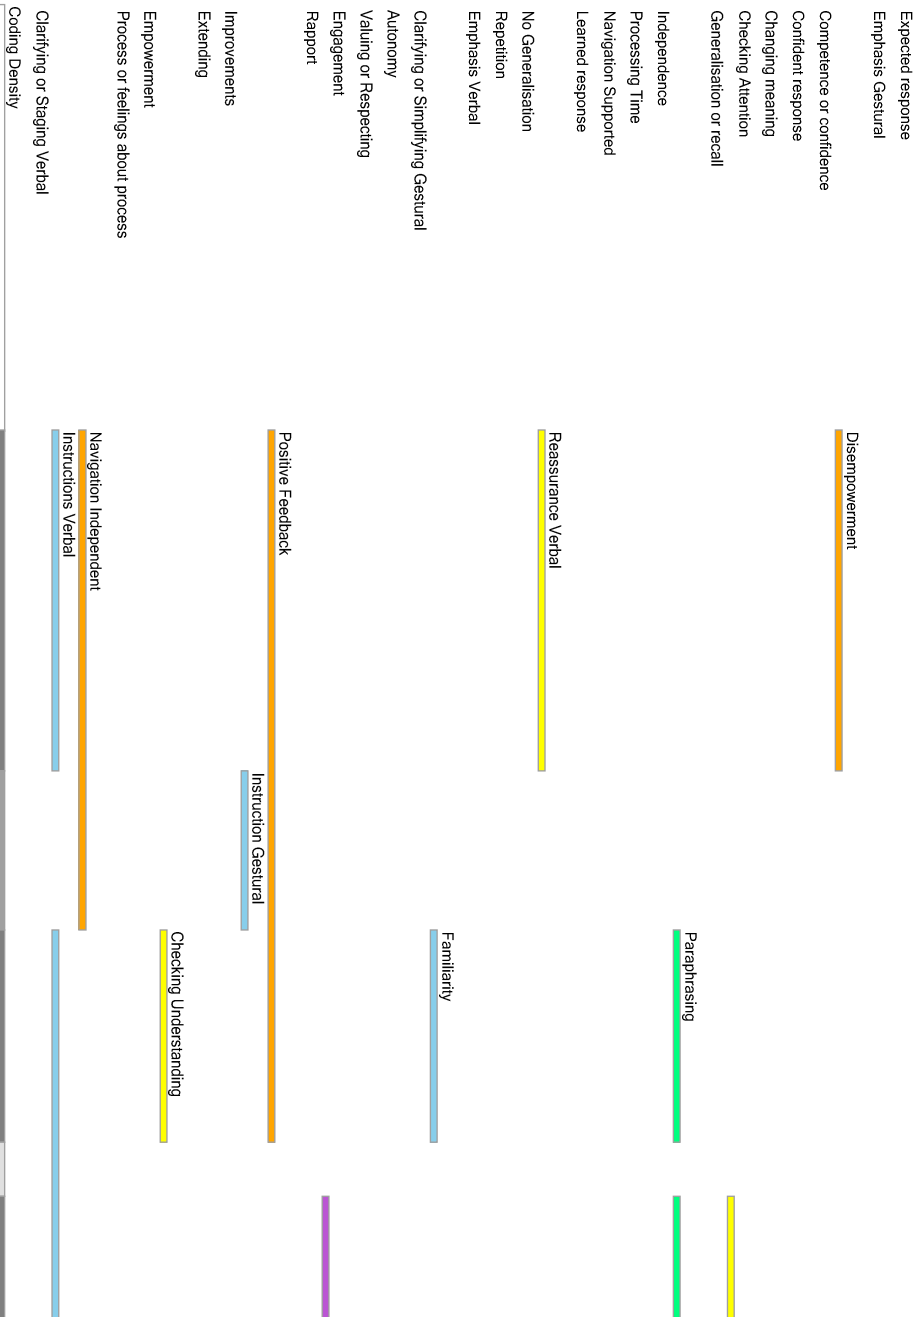 Expected response
Emphasis Gestural
Disempowerment
Competence or confidence
Confident response
Changing meaning
Checking Attention
Generalisation or recall
Paraphrasing
Independence
Processing Time
Navigation Supported
Learned response
Reassurance Verbal
No Generalisation
Repetition
Emphasis Verbal
Familiarity
Clarifying or Simplifying Gestural
Autonomy
Valuing or Respecting
Engagement
Rapport
Positive Feedback
Instruction Gestural
Improvements
Extending
Checking Understanding
Empowerment
Process or feelings about process
Navigation Independent
Instructions Verbal
Clarifying or Staging Verbal
Coding Density